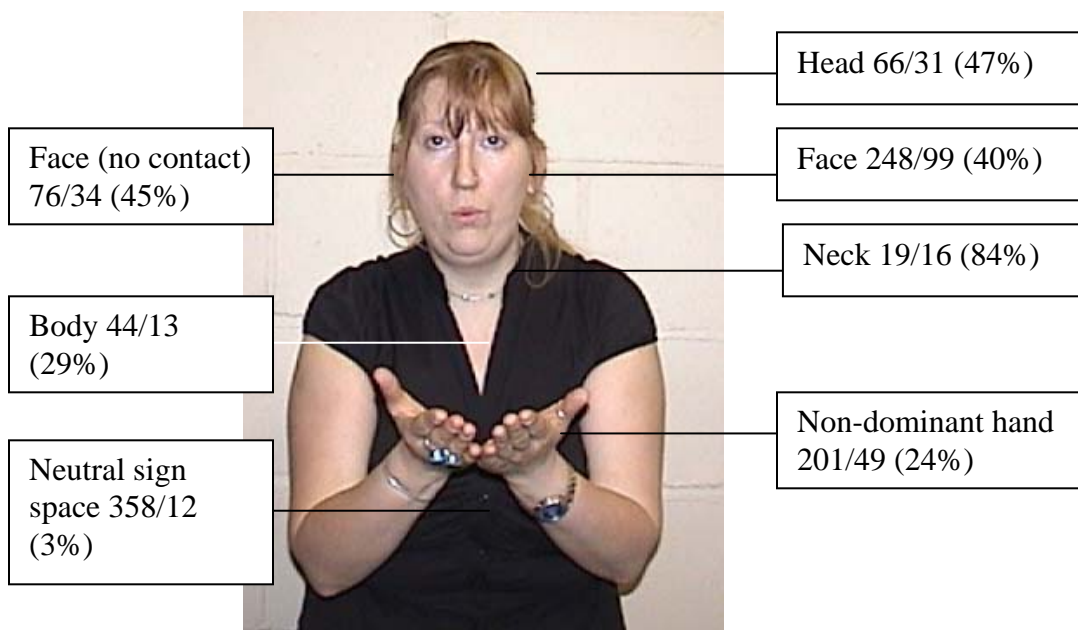 Head 66/31 (47%)
Face (no contact)
76/34 (45%)
Face 248/99 (40%)
Neck 19/16 (84%)
Body 44/13
(29%)
Non-dominant hand
201/49 (24%)
Neutral sign
space 358/12
(3%)